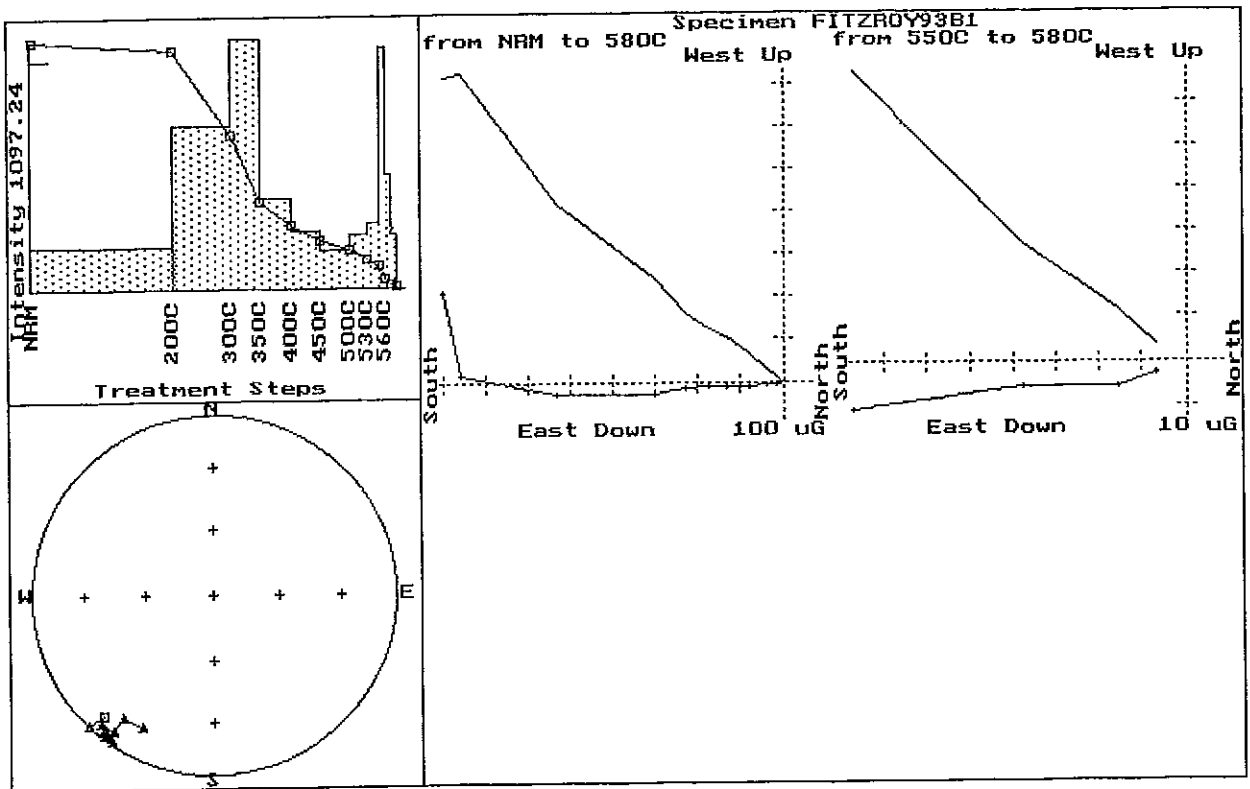 Specimen FITZROY93B1
from NRM to 580C
from 550C to 580C
West Up
West Up
Intensity 1097.24
NRM
200C
300C
350C
400C
450C
500C
530C
560C
Treatment Steps
South
North
South
North
East Down
100 uG
East Down
10 uG
N
W
E
S